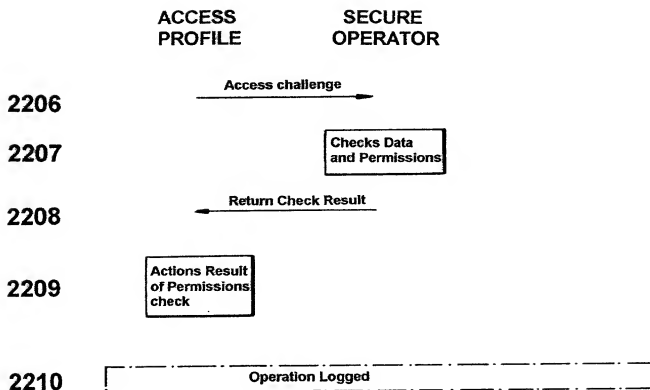 ACCESS PROFILE
SECURE OPERATOR
2206
Access challenge
2207
Checks Data
and Permissions
2208
Return Check Result
2209
Actions Result
of Permissions
check
2210
Operation Logged